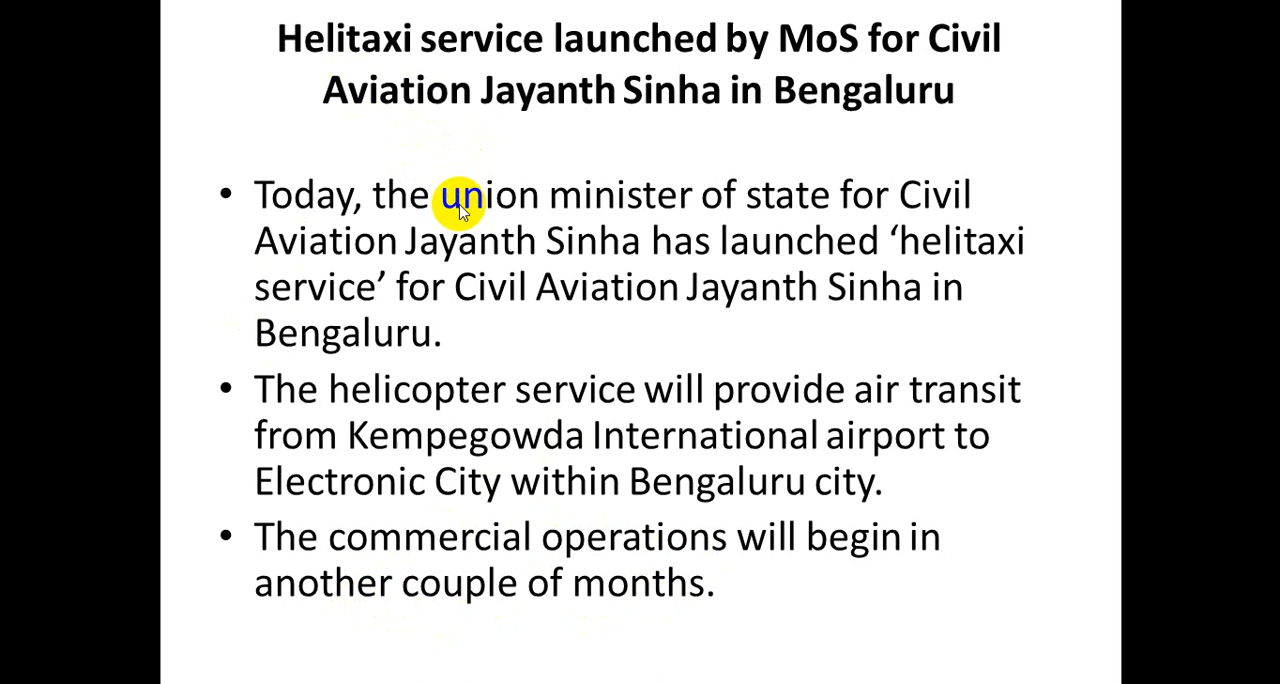 Helitaxi service launched by MoS for Civil
Aviation Jayanth Sinha in Bengaluru
• Today, the union minister of state for Civil
Aviation Jayanth Sinha has launched ‘helitaxi
service’ for Civil Aviation Jayanth Sinha in
Bengaluru.
• The helicopter service will provide air transit
from Kempegowda International airport to
Electronic City within Bengaluru city.
• The commercial operations will begin in
another couple of months.